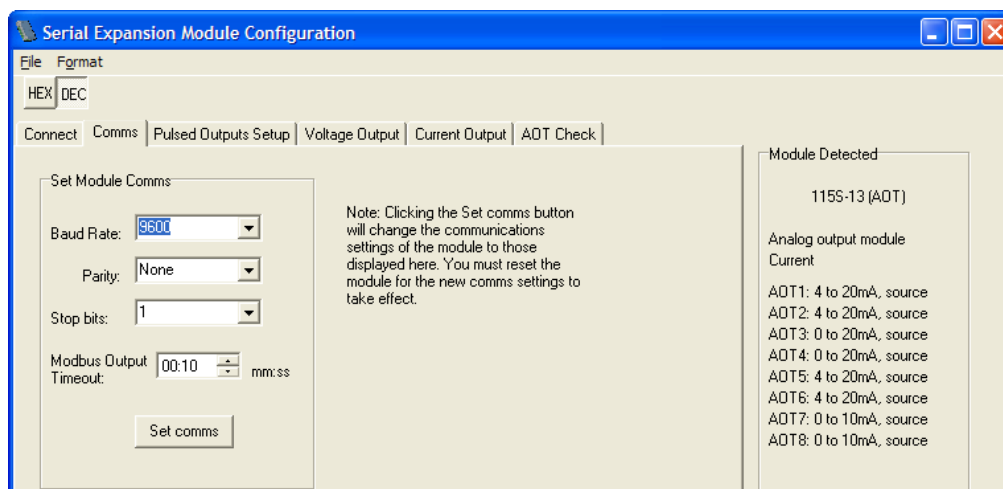 Serial Expansion Module Configuration
File Format
HEX DEC
Connect Comms Pulsed Outputs Setup Voltage Output Current Output AOT Check
Set Module Comms
Baud Rate: 9600
Parity: None
Stop bits: 1
Modbus Output
Timeout: 00:10 mm:ss
Set comms
Note: Clicking the Set comms button
will change the communications
settings of the module to those
displayed here. You must reset the
module for the new comms settings to
take effect.
Module Detected
115S-13 (AOT)
Analog output module
Current
AOT1: 4 to 20mA, source
AOT2: 4 to 20mA, source
AOT3: 0 to 20mA, source
AOT4: 0 to 20mA, source
AOT5: 4 to 20mA, source
AOT6: 4 to 20mA, source
AOT7: 0 to 10mA, source
AOT8: 0 to 10mA, source